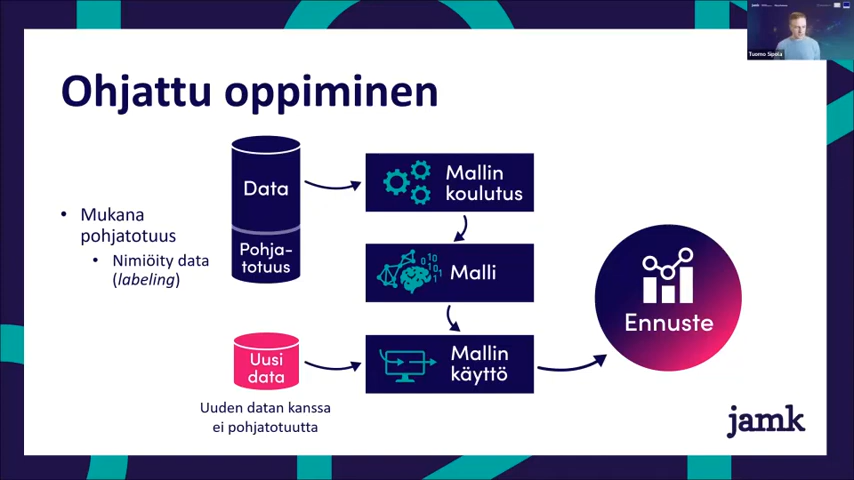 Ohjattu oppiminen
Mukana
pohjatotuus
Nimiöity data
(labeling)
Data
Pohja-
totuus
Mallin
koulutus
Malli
Uusi
data
Mallin
käyttö
Uuden datan kanssa
ei pohjatotuutta
Ennuste
jamk
Tuomo Sipola